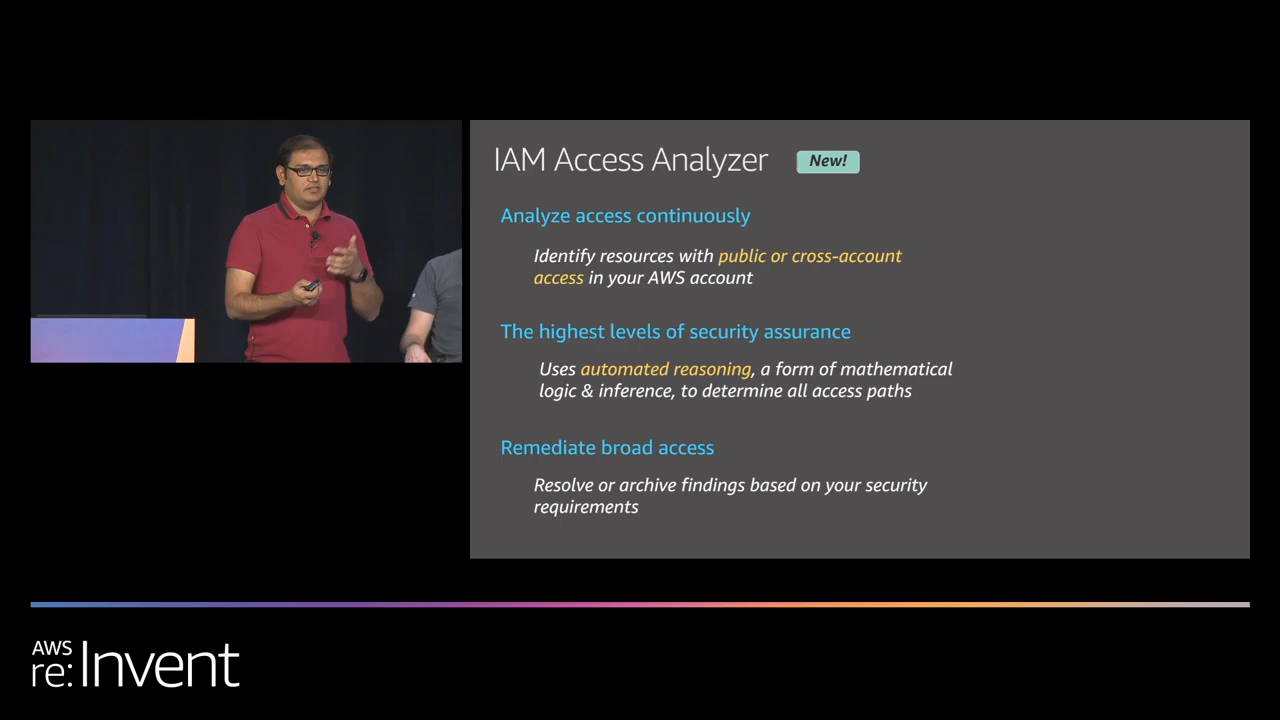 IAM Access Analyzer New!
Analyze access continuously
Identify resources with public or cross-account
access in your AWS account
The highest levels of security assurance
Uses automated reasoning, a form of mathematical
logic & inference, to determine all access paths
Remediate broad access
Resolve or archive findings based on your security
requirements
AWS
re:Invent